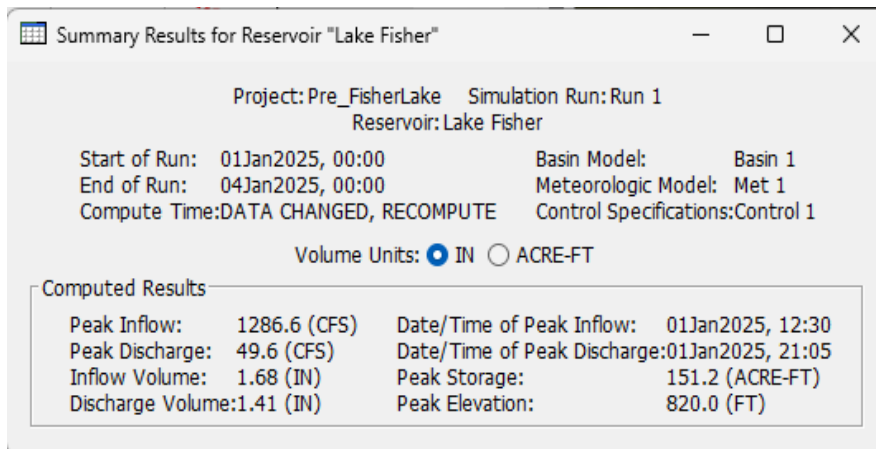 Summary Results for Reservoir "Lake Fisher"
Project: Pre_FisherLake Simulation Run: Run 1
Reservoir: Lake Fisher
Start of Run: 01Jan2025, 00:00 Basin Model: Basin 1
End of Run: 04Jan2025, 00:00 Meteorologic Model: Met 1
Compute Time:DATA CHANGED, RECOMPUTE Control Specifications:Control 1
Volume Units: IN ACRE-FT
Computed Results
Peak Inflow: 1286.6 (CFS) Date/Time of Peak Inflow: 01Jan2025, 12:30
Peak Discharge: 49.6 (CFS) Date/Time of Peak Discharge:01Jan2025, 21:05
Inflow Volume: 1.68 (IN) Peak Storage: 151.2 (ACRE-FT)
Discharge Volume:1.41 (IN) Peak Elevation: 820.0 (FT)